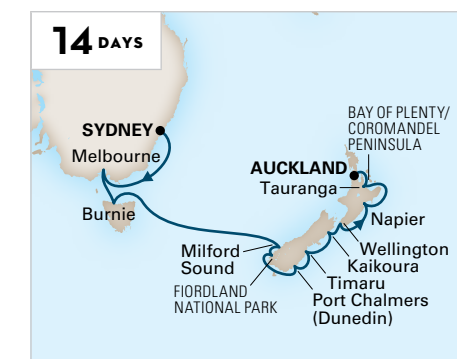 14 DAYS
SYDNEY
Melbourne
Burnie
BAY OF PLENTY/
COROMANDEL
PENINSULA
AUCKLAND
Tauranga
Napier
Wellington
Kaikoura
Timaru
Port Chalmers
(Dunedin)
Milford
Sound
FIORDLAND
NATIONAL PARK